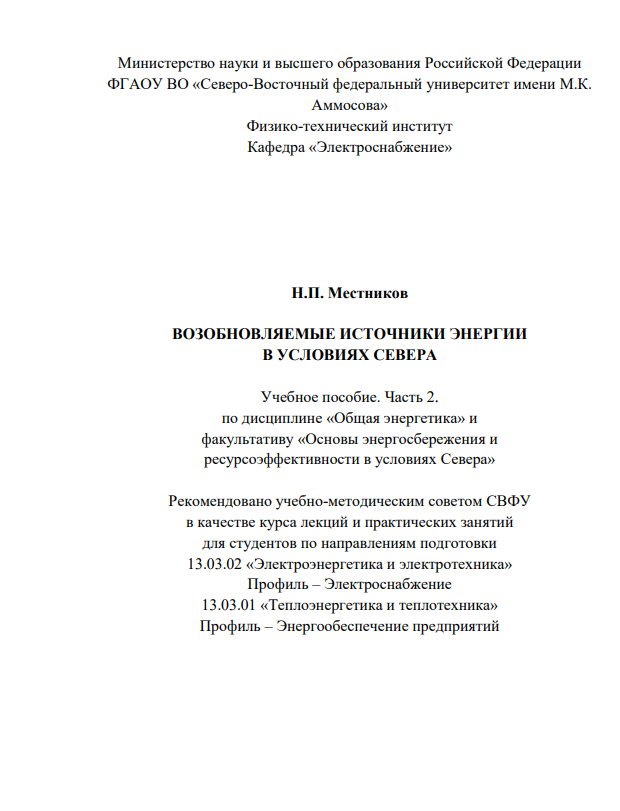 Министерство науки и высшего образования Российской Федерации
ФГАОУ ВО «Северо-Восточный федеральный университет имени М.К.
Аммосова»
Физико-технический институт
Кафедра «Электроснабжение»
Н.П. Местников
ВОЗОБНОВЛЯЕМЫЕ ИСТОЧНИКИ ЭНЕРГИИ
В УСЛОВИЯХ СЕВЕРА
Учебное пособие. Часть 2.
по дисциплине «Общая энергетика» и
факультативу «Основы энергосбережения и
ресурсоэффективности в условиях Севера»
Рекомендовано учебно-методическим советом СВФУ
в качестве курса лекций и практических занятий
для студентов по направлениям подготовки
13.03.02 «Электроэнергетика и электротехника»
Профиль – Электроснабжение
13.03.01 «Теплоэнергетика и теплотехника»
Профиль – Энергообеспечение предприятий